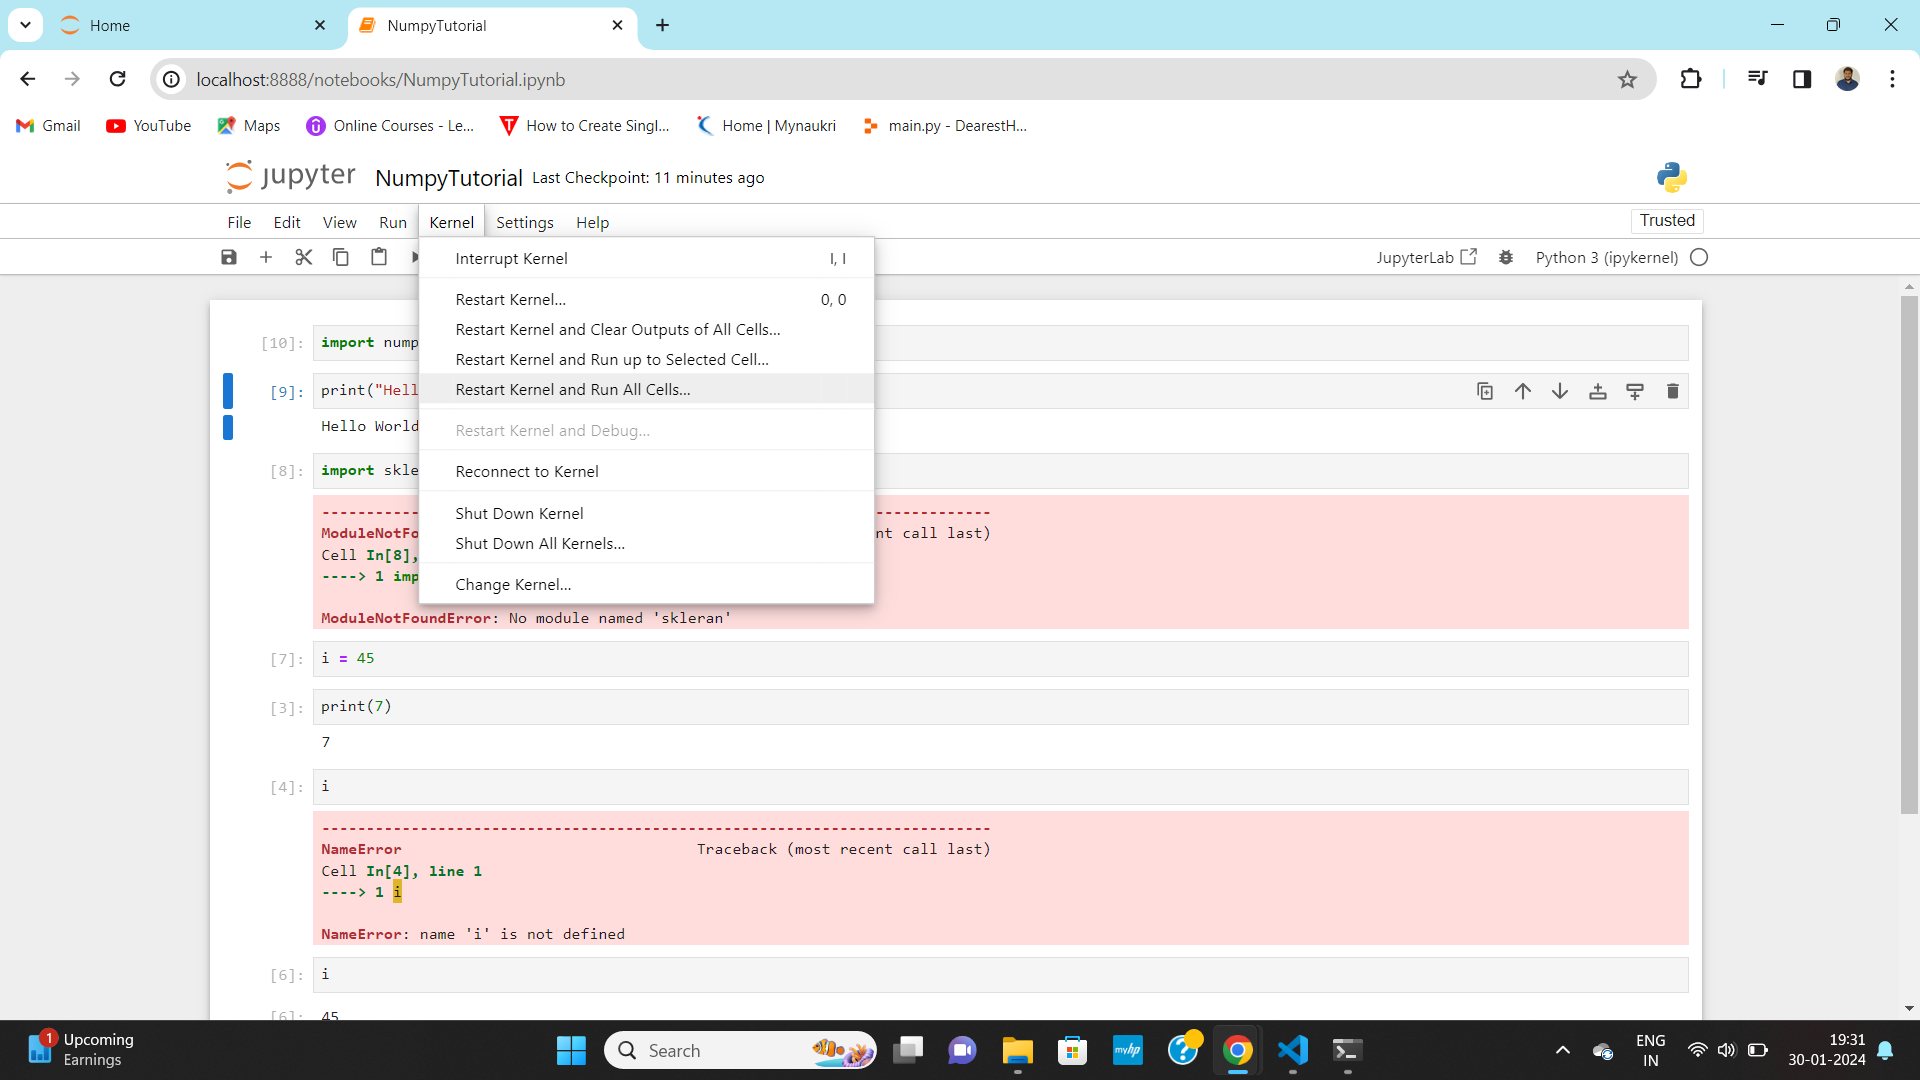 Home
NumpyTutorial
localhost:8888/notebooks/NumpyTutorial.ipynb
Gmail
YouTube
Maps
Online Courses - Le...
How to Create Singl...
Home | Mynaukri
main.py - DearestH...
jupyter NumpyTutorial Last Checkpoint: 11 minutes ago
File Edit View Run Kernel Settings Help
Trusted
JupyterLab
Python 3 (ipykernel)
Interrupt Kernel I, I
Restart Kernel... 0, 0
Restart Kernel and Clear Outputs of All Cells...
Restart Kernel and Run up to Selected Cell...
Restart Kernel and Run All Cells...
Restart Kernel and Debug...
Reconnect to Kernel
Shut Down Kernel
Shut Down All Kernels...
Change Kernel...
[10]: import nump
[9]: print("Hell
Hello World
[8]: import skle
--------------------------------------------------------------------------
ModuleNotFo nt call last)
Cell In[8],
----> 1 imp
ModuleNotFoundError: No module named 'skleran'
[7]: i = 45
[3]: print(7)
7
[4]: i
---------------------------------------------------------------------------
NameError Traceback (most recent call last)
Cell In[4], line 1
----> 1 i
NameError: name 'i' is not defined
[6]: i
[6]: 45
1
Upcoming
Earnings
Search
myhp
ENG
IN
19:31
30-01-2024